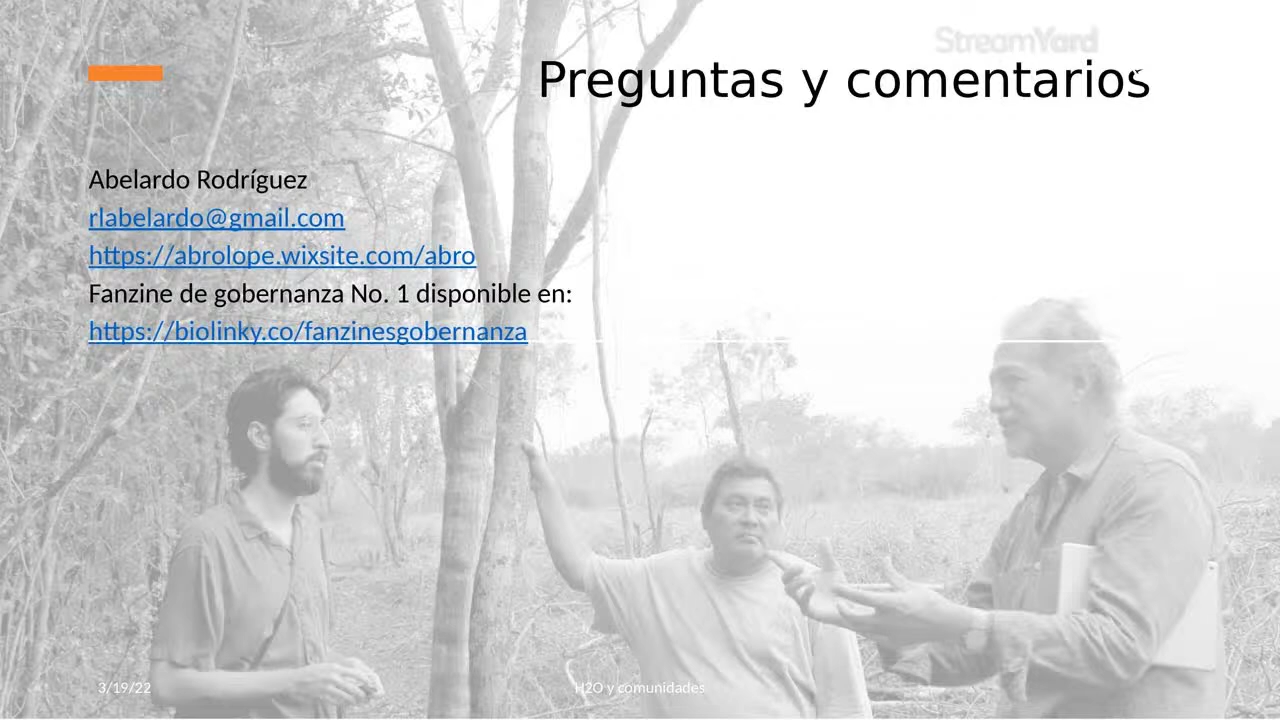 StreamYard
Preguntas y comentarios
Abelardo Rodríguez
rlabelardo@gmail.com
https://abrolope.wixsite.com/abro
Fanzine de gobernanza No. 1 disponible en:
https://biolinky.co/fanzinesgobernanza
3/19/22
H2O y comunidades